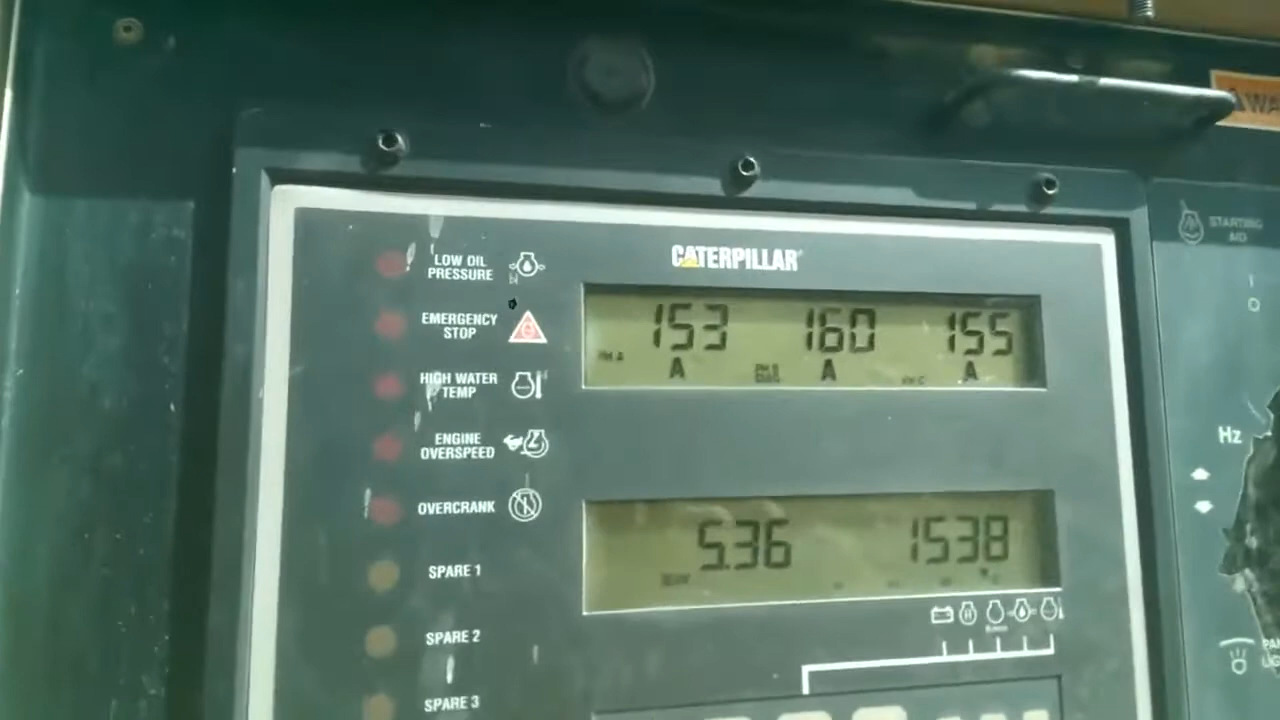 WA
STARTING
AID
CATERPILLAR
LOW OIL
PRESSURE
153 160 155
A A A
EMERGENCY
STOP
HIGH WATER
TEMP
ENGINE
OVERSPEED
Hz
OVERCRANK
5.36 1538
SPARE 1
SPARE 2
SPARE 3